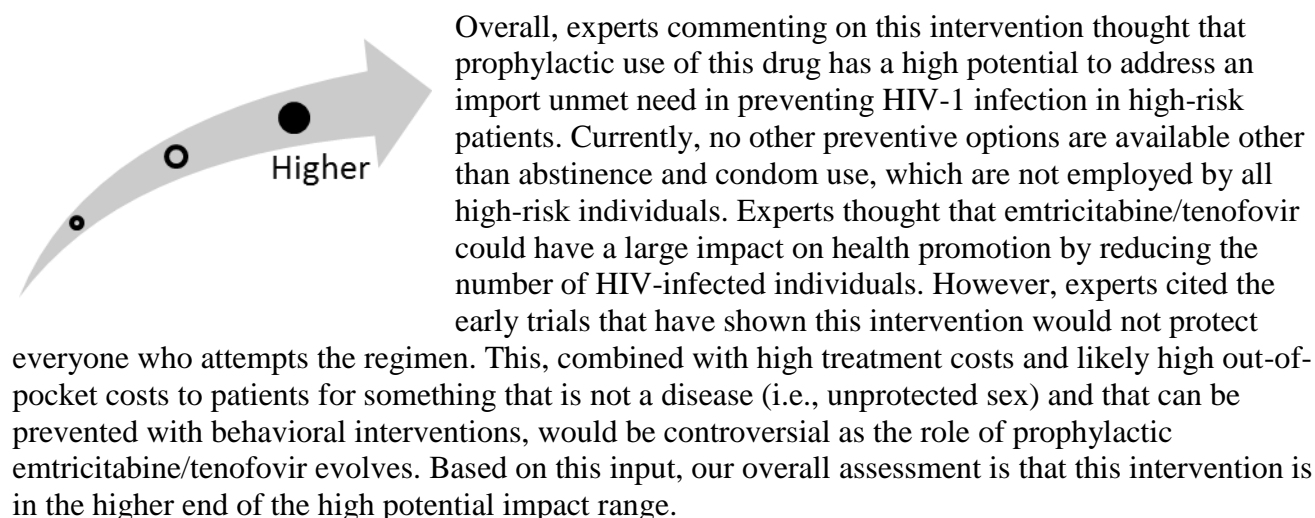 Overall, experts commenting on this intervention thought that
prophylactic use of this drug has a high potential to address an
import unmet need in preventing HIV-1 infection in high-risk
patients. Currently, no other preventive options are available other
than abstinence and condom use, which are not employed by all
high-risk individuals. Experts thought that emtricitabine/tenofovir
could have a large impact on health promotion by reducing the
number of HIV-infected individuals. However, experts cited the
early trials that have shown this intervention would not protect
Higher
everyone who attempts the regimen. This, combined with high treatment costs and likely high out-of-
pocket costs to patients for something that is not a disease (i.e., unprotected sex) and that can be
prevented with behavioral interventions, would be controversial as the role of prophylactic
emtricitabine/tenofovir evolves. Based on this input, our overall assessment is that this intervention is
in the higher end of the high potential impact range.